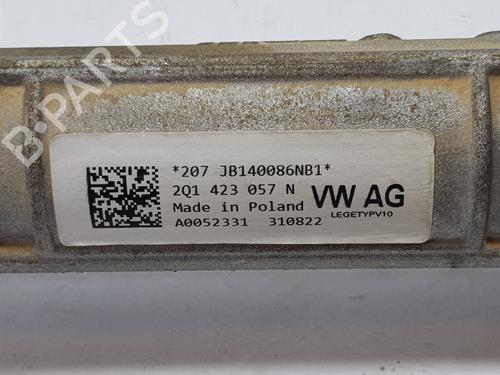 B-PARTS
*207 JB140086NB1*
2Q1 423 057 N
Made in Poland
A0052331 310822
VW AG
LEGETYPV10